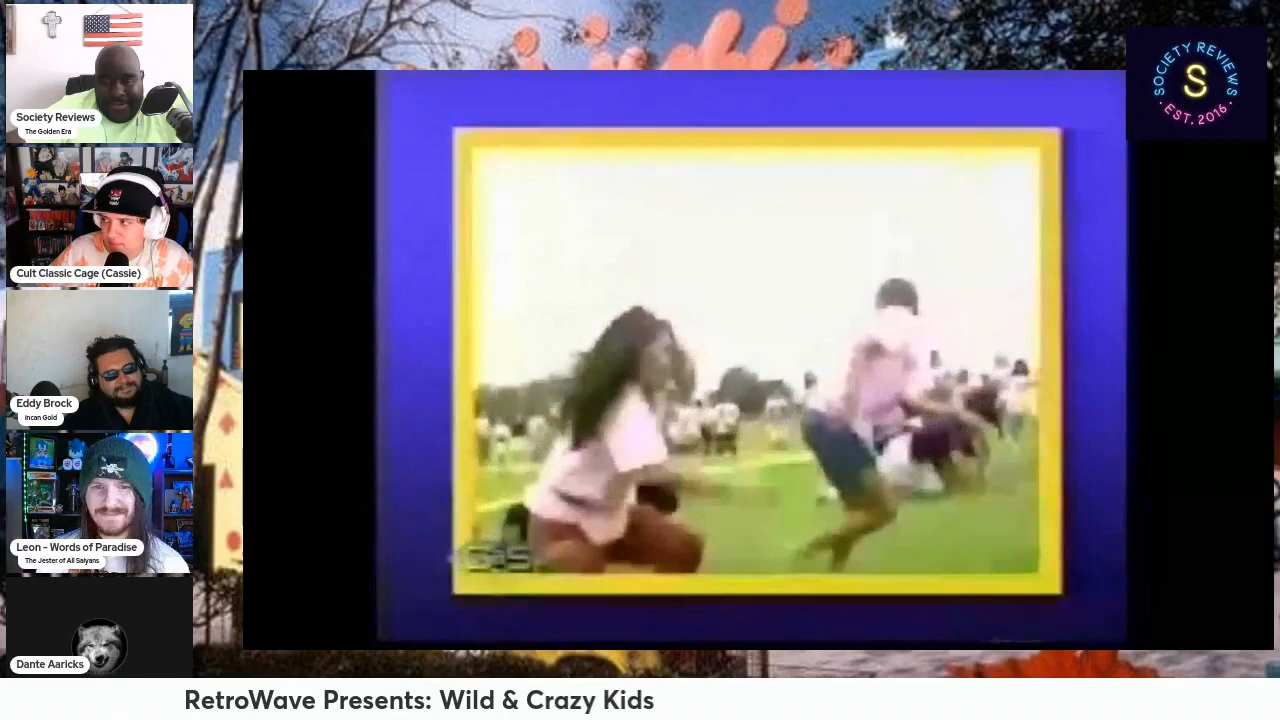 Society Reviews
The Golden Era
Cult Classic Cage (Cassie)
Eddy Brock
Incan Gold
Leon - Words of Paradise
The Jester of All Saiyans
Dante Aaricks
SOCIETY REVIEWS
S
· EST. 2016 ·
RetroWave Presents: Wild & Crazy Kids